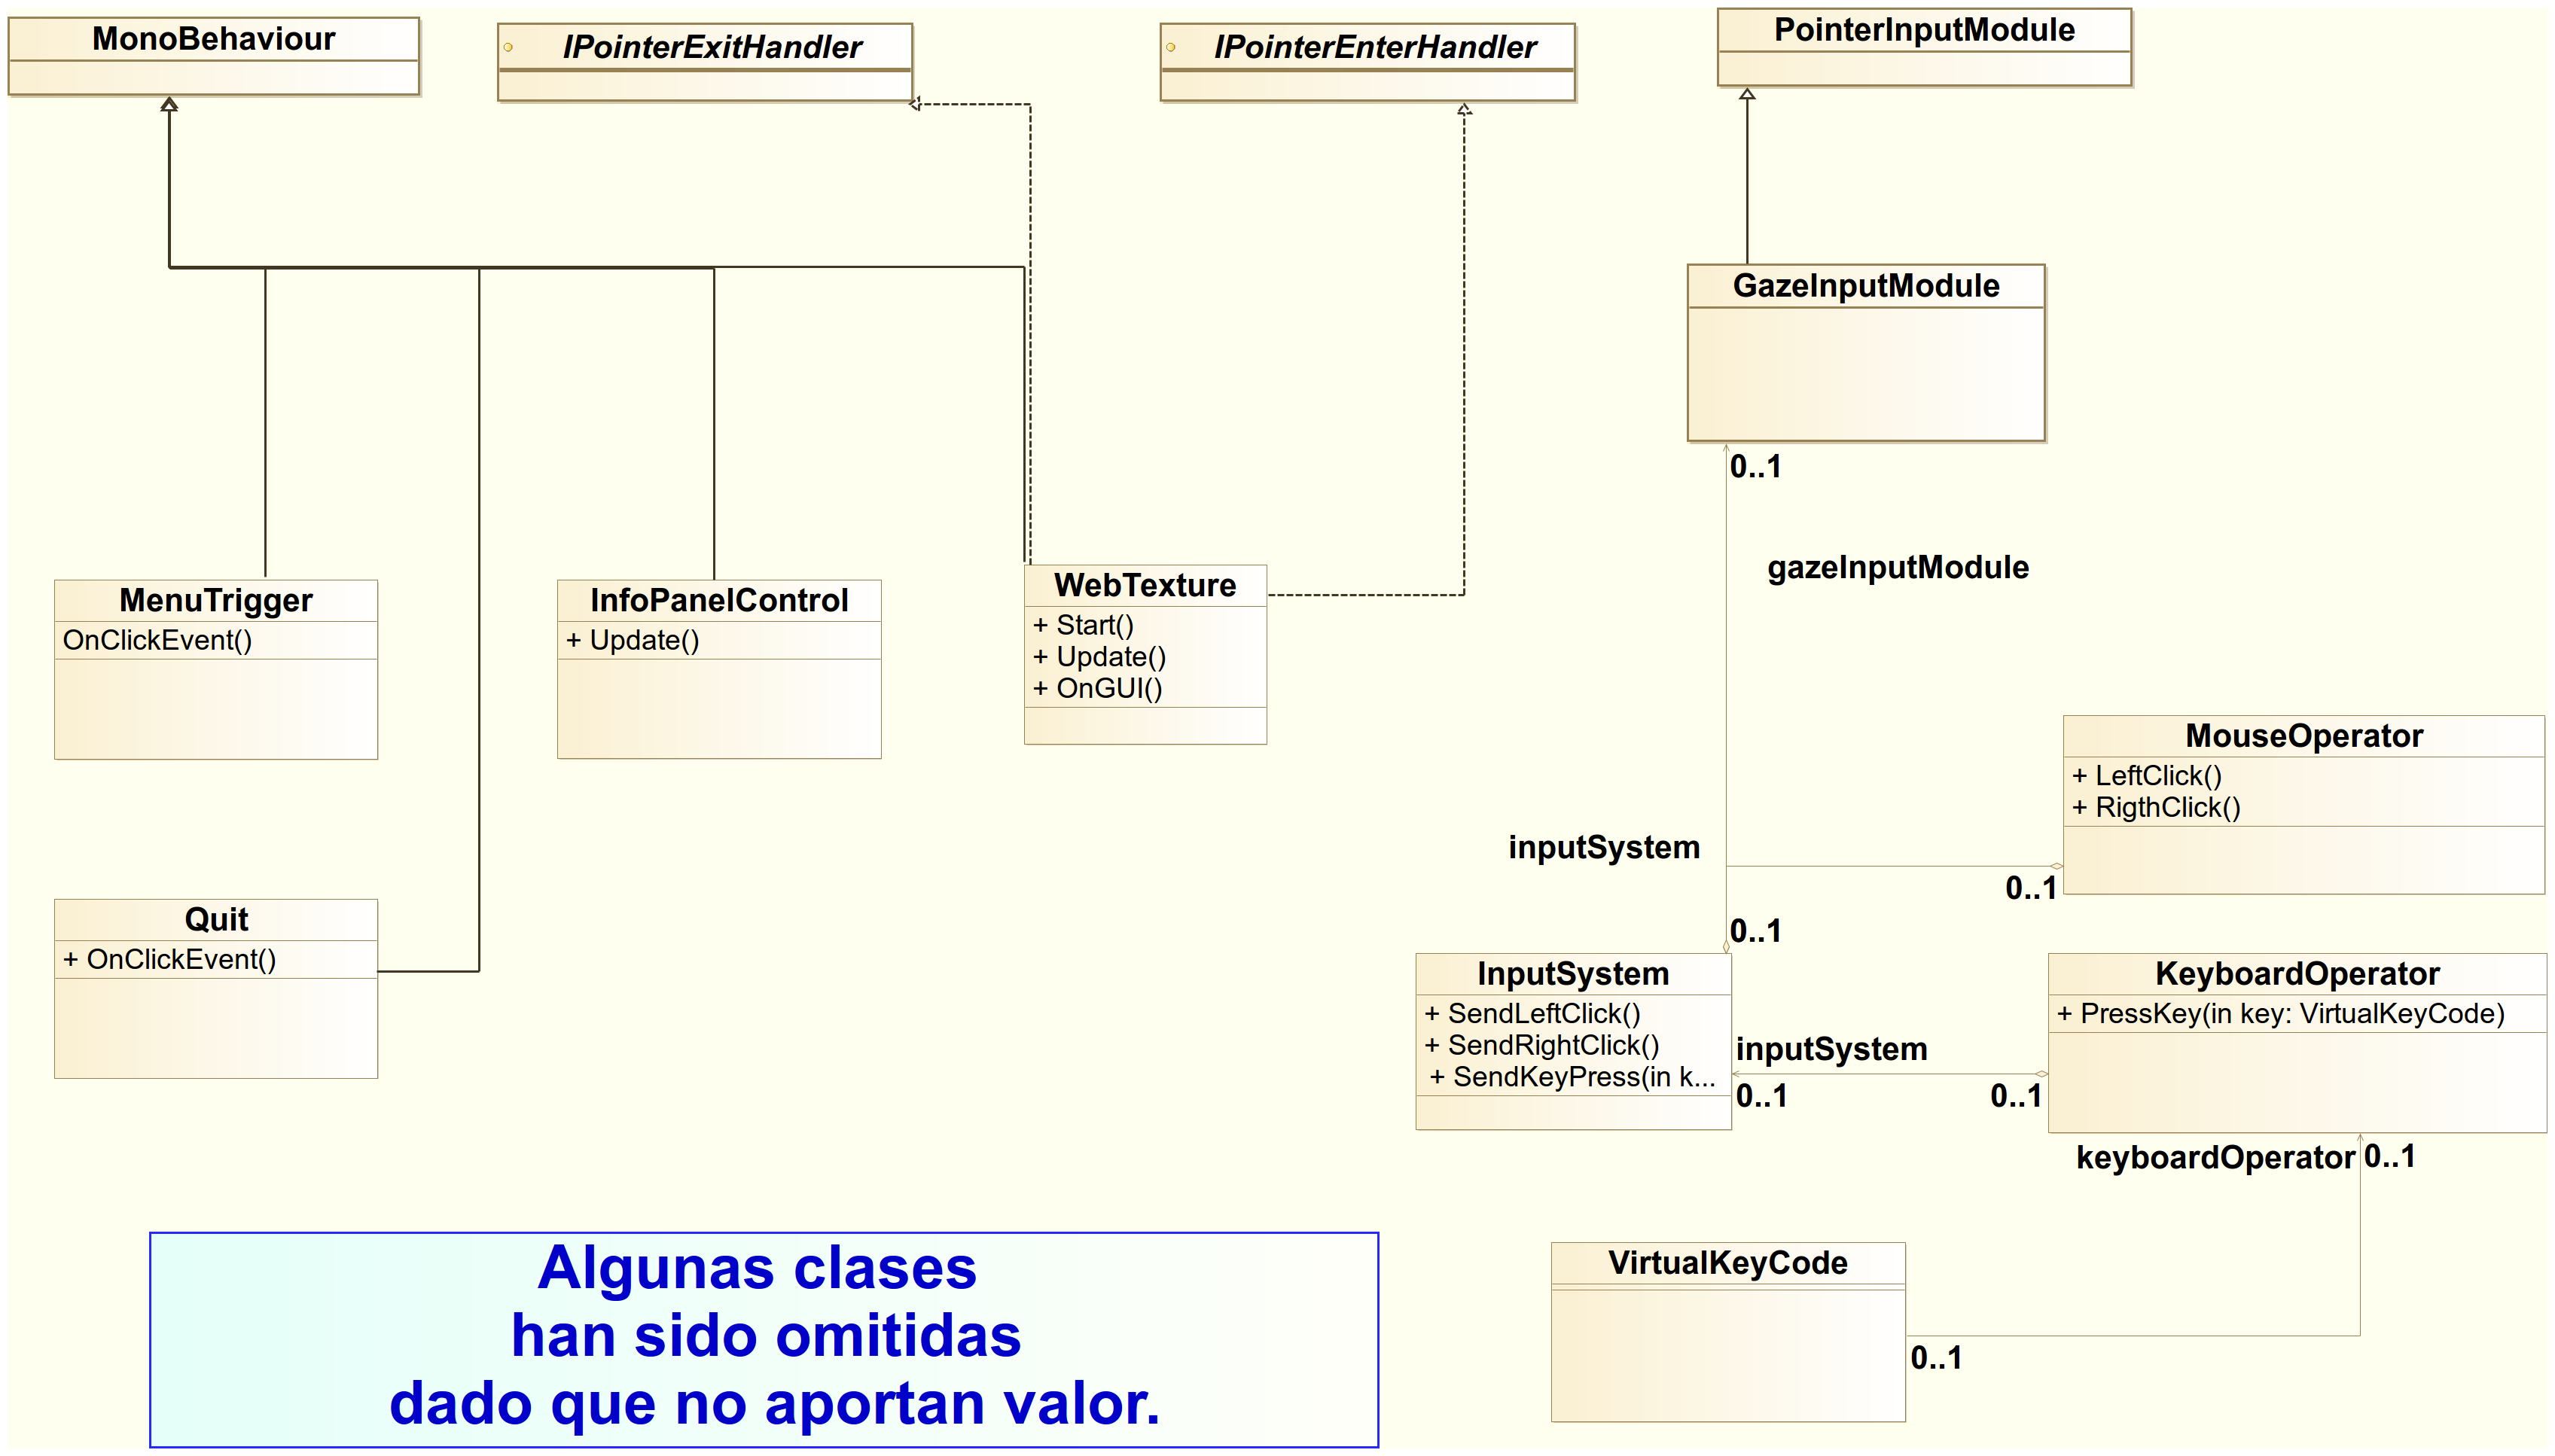 MonoBehaviour
IPointerExitHandler
IPointerEnterHandler
PointerInputModule
GazeInputModule
0..1
gazeInputModule
MenuTrigger
OnClickEvent()
InfoPanelControl
+ Update()
WebTexture
+ Start()
+ Update()
+ OnGUI()
MouseOperator
+ LeftClick()
+ RigthClick()
inputSystem
0..1
0..1
Quit
+ OnClickEvent()
InputSystem
+ SendLeftClick()
+ SendRightClick()
+ SendKeyPress(in k...
inputSystem
0..1
0..1
KeyboardOperator
+ PressKey(in key: VirtualKeyCode)
keyboardOperator
0..1
VirtualKeyCode
0..1
Algunas clases
han sido omitidas
dado que no aportan valor.